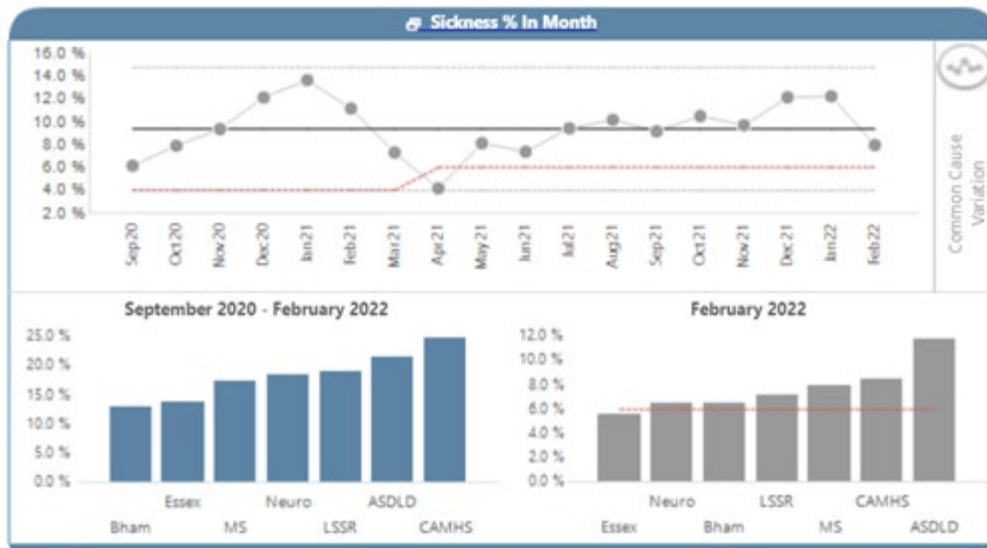 Sickness % In Month
16.0 %
14.0 %
12.0 %
10.0 %
8.0 %
6.0 %
4.0 %
2.0 %
Sep20 Oct20 Nov20 Dec20 Jan21 Feb21 Mar21 Apr21 May21 Jun21 Jul21 Aug21 Sep21 Oct21 Nov21 Dec21 Jan22 Feb22
Common Cause
Variation
September 2020 - February 2022
25.0 %
20.0 %
15.0 %
10.0 %
5.0 %
0.0 %
Essex Neuro ASDLD
Bham MS LSSR CAMHS
February 2022
12.0 %
10.0 %
8.0 %
6.0 %
4.0 %
2.0 %
0.0 %
Neuro LSSR CAMHS
Essex Bham MS ASDLD